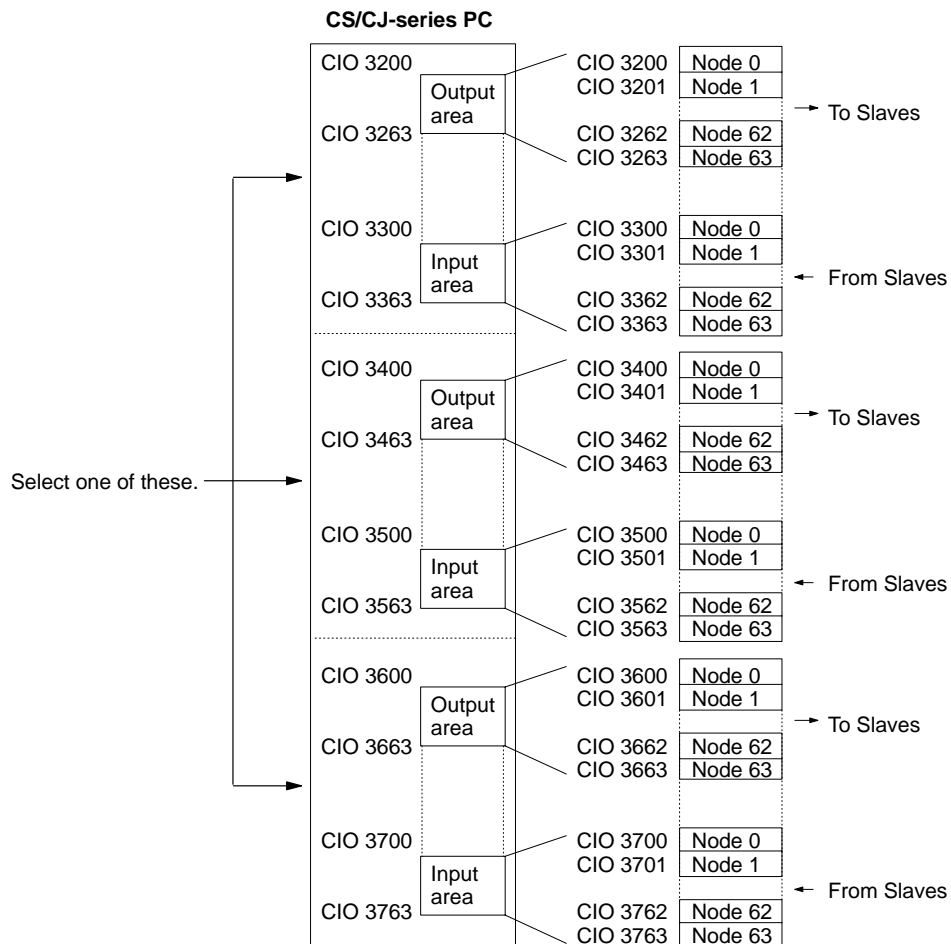 CS/CJ-series PC
CIO 3200
Output
area
CIO 3263
CIO 3200 Node 0
CIO 3201 Node 1
To Slaves
CIO 3262 Node 62
CIO 3263 Node 63
CIO 3300
Input
area
CIO 3363
CIO 3300 Node 0
CIO 3301 Node 1
From Slaves
CIO 3362 Node 62
CIO 3363 Node 63
CIO 3400
Output
area
CIO 3463
CIO 3400 Node 0
CIO 3401 Node 1
To Slaves
CIO 3462 Node 62
CIO 3463 Node 63
Select one of these.
CIO 3500
Input
area
CIO 3563
CIO 3500 Node 0
CIO 3501 Node 1
From Slaves
CIO 3562 Node 62
CIO 3563 Node 63
CIO 3600
Output
area
CIO 3663
CIO 3600 Node 0
CIO 3601 Node 1
To Slaves
CIO 3662 Node 62
CIO 3663 Node 63
CIO 3700
Input
area
CIO 3763
CIO 3700 Node 0
CIO 3701 Node 1
From Slaves
CIO 3762 Node 62
CIO 3763 Node 63